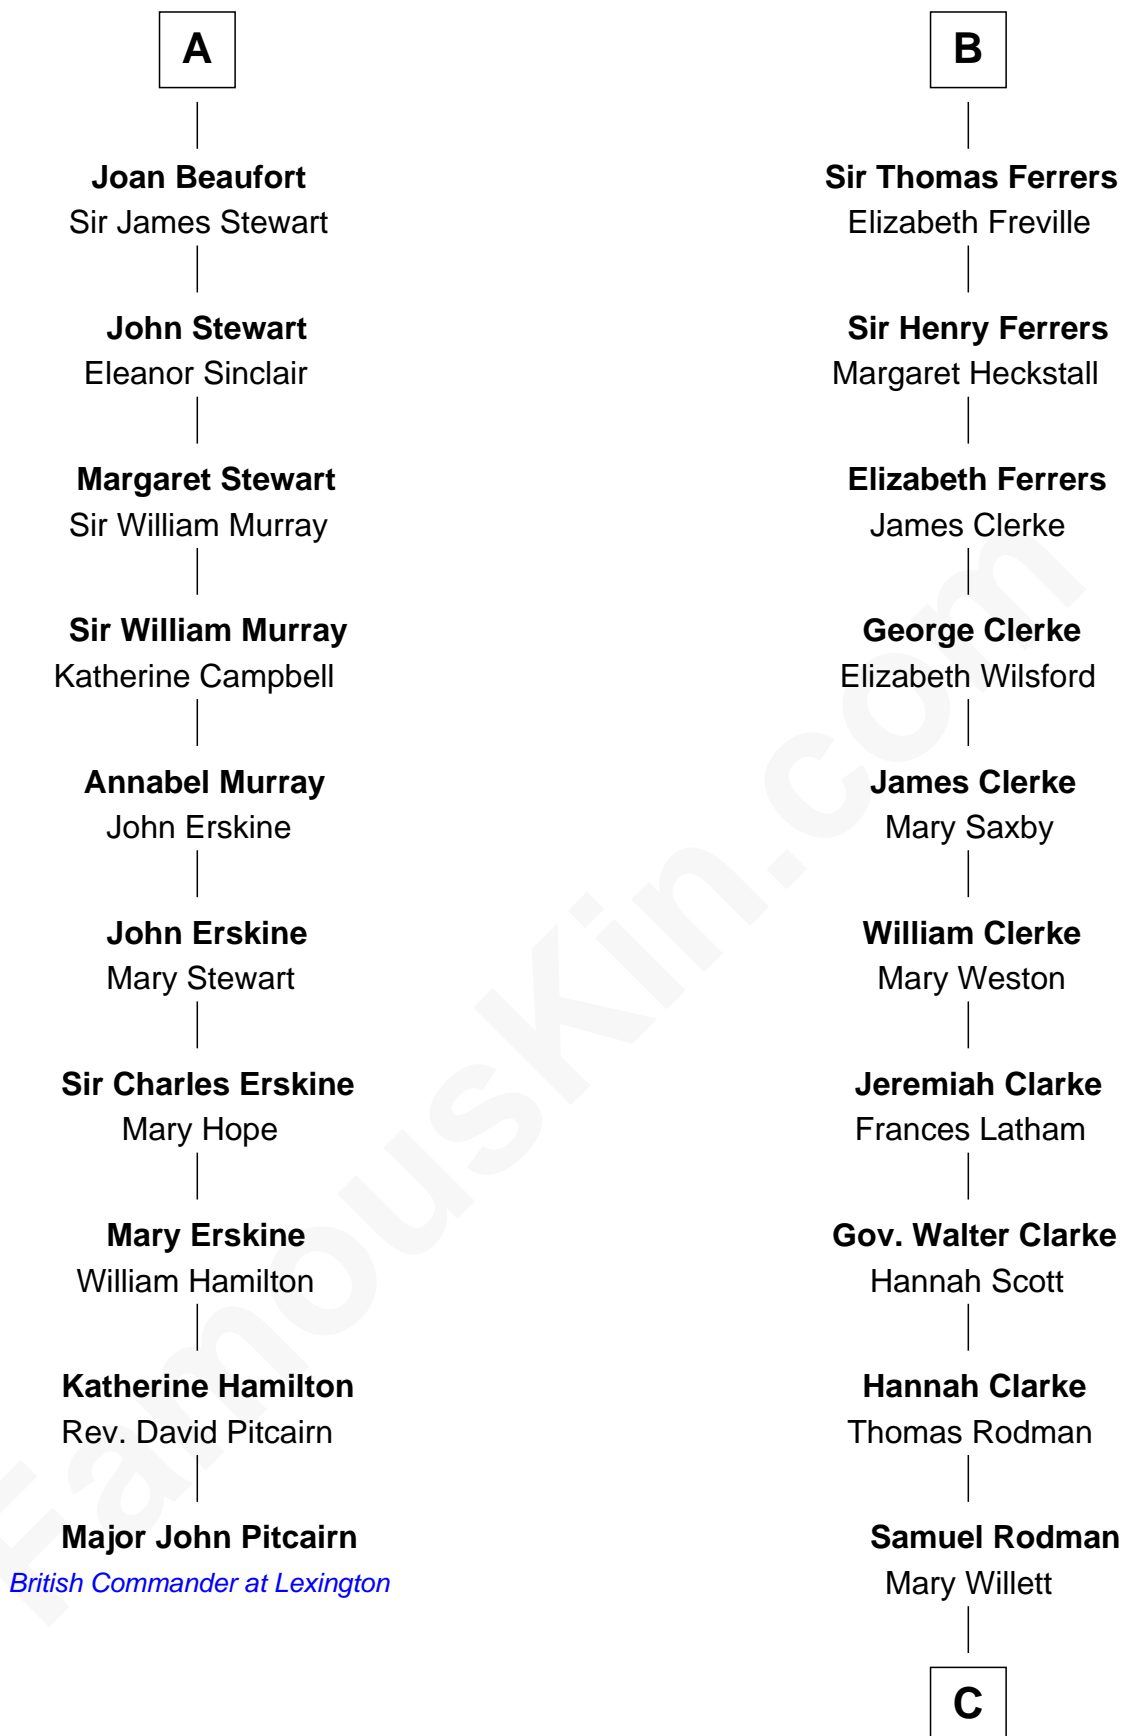 A
Joan Beaufort
Sir James Stewart
John Stewart
Eleanor Sinclair
Margaret Stewart
Sir William Murray
Sir William Murray
Katherine Campbell
Annabel Murray
John Erskine
John Erskine
Mary Stewart
Sir Charles Erskine
Mary Hope
Mary Erskine
William Hamilton
Katherine Hamilton
Rev. David Pitcairn
Major John Pitcairn
British Commander at Lexington
B
Sir Thomas Ferrers
Elizabeth Freville
Sir Henry Ferrers
Margaret Heckstall
Elizabeth Ferrers
James Clerke
George Clerke
Elizabeth Wilsford
James Clerke
Mary Saxby
William Clerke
Mary Weston
Jeremiah Clarke
Frances Latham
Gov. Walter Clarke
Hannah Scott
Hannah Clarke
Thomas Rodman
Samuel Rodman
Mary Willett
C
FamousKin.com